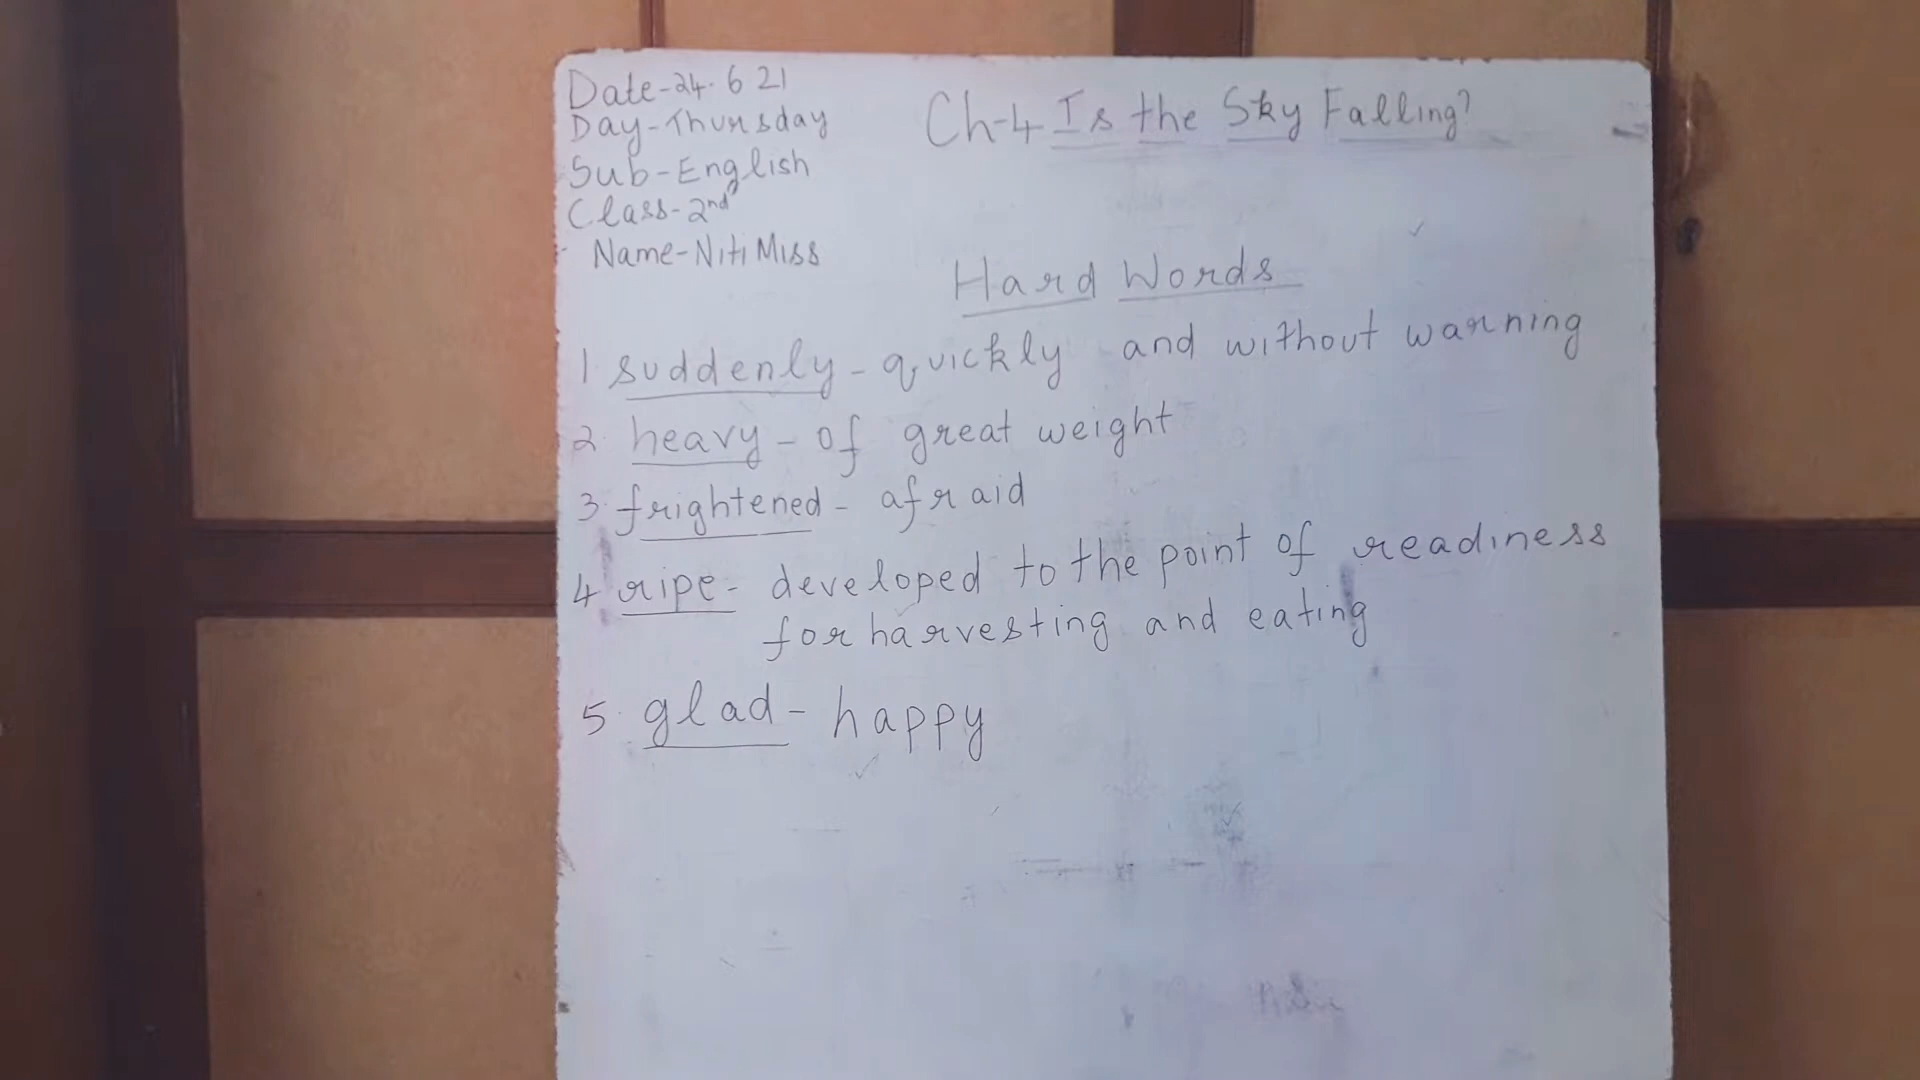 Date-24.6 21
Day-Thursday
Sub-English
Class-2nd
Name-Niti Miss
Ch-4 Is the Sky Falling?
Hard Words
1 suddenly - quickly and without warning
2. heavy - of great weight
3. frightened - afraid
4 ripe - developed to the point of readiness
for harvesting and eating
5. glad - happy